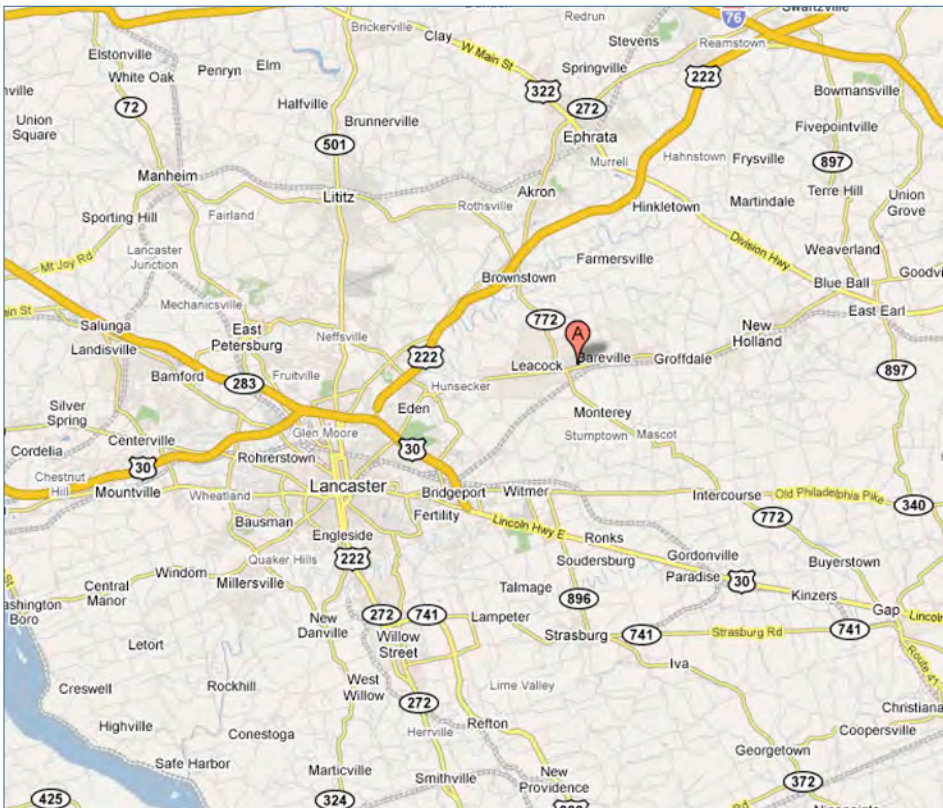 Swartzville
76
Redrun
Brickerville
Clay
Stevens
Reamstown
Elstonville
Penryn
Elm
W Main St
Springville
White Oak
222
322
Bowmansville
72
Halfville
272
Union
Square
Brunnerville
Ephrata
Fivepointville
501
Murrell
Hahnstown
Frysville
897
Manheim
Akron
Terre Hill
Union
Grove
Lititz
Rothsville
Hinkletown
Martindale
Sporting Hill
Fairland
Division Hwy
Weaverland
Mt Joy Rd
Lancaster
Junction
Farmersville
Brownstown
Blue Ball
Mechanicsville
East Earl
772
Salunga
East
Petersburg
Neffsville
A
New
Holland
Landisville
222
Bareville
Groffdale
Leacock
Bamford
283
Fruitville
Hunsecker
897
Silver
Spring
Eden
Monterey
Centerville
Glen Moore
Stumptown
Mascot
Cordelia
30
30
Rohrerstown
Chestnut
Hill
Mountville
Wheatland
Lancaster
Bridgeport
Witmer
Intercourse
Old Philadelphia Pike
340
Bausman
Fertility
Lincoln Hwy E
772
Engleside
Ronks
Quaker Hills
222
Soudersburg
Gordonville
Buyerstown
Windom
Millersville
Talmage
Paradise
30
Central
Manor
896
Kinzers
Gap
Washington
Boro
272
741
Lampeter
New
Danville
Strasburg
741
Strasburg Rd
741
Letort
Willow
Street
Iva
Route 41
West
Willow
Lime Valley
Creswell
Rockhill
272
Christiana
Highville
Conestoga
Refton
Coopersville
Herrville
Georgetown
Safe Harbor
Marticville
Smithville
New
Providence
372
425
324